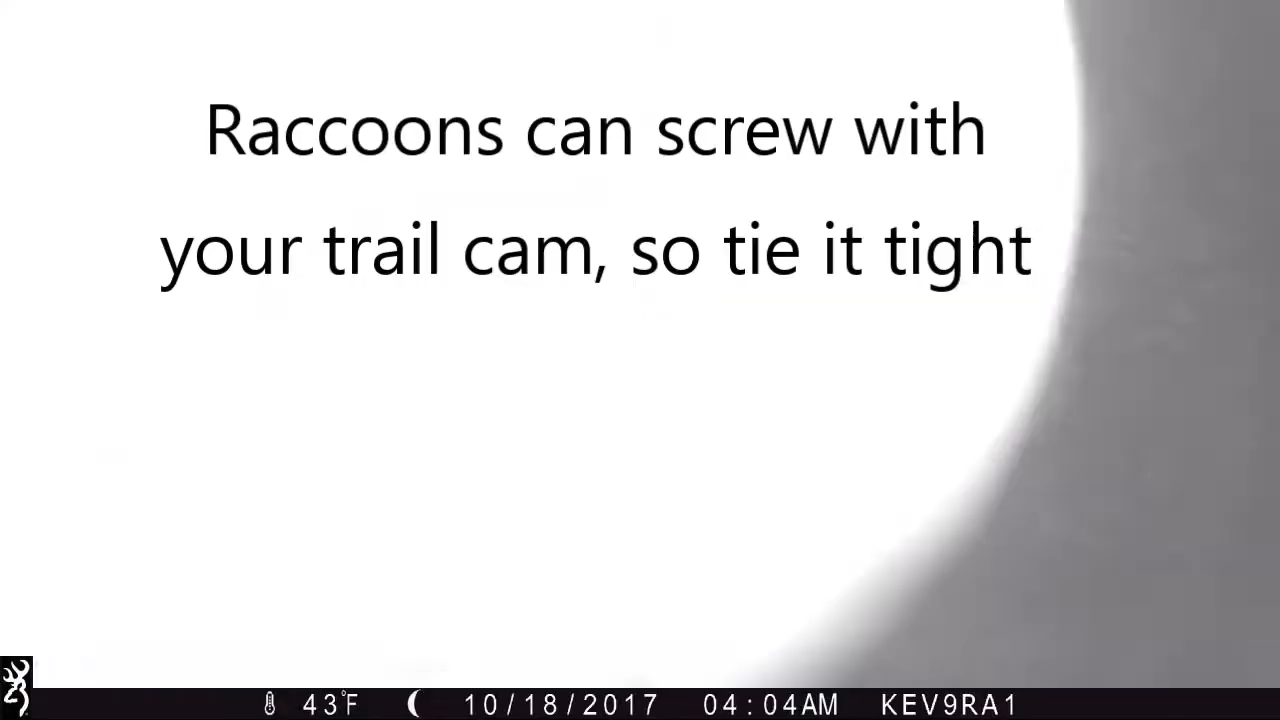 Raccoons can screw with
your trail cam, so tie it tight
43°F 10/18/2017 04:04AM KEV9RA1